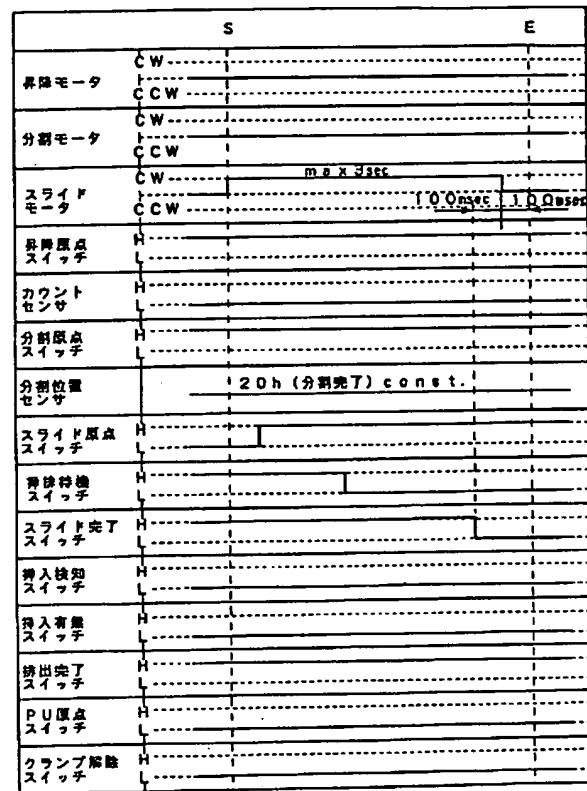 S E
昇降モータ
CW
CCW
分割モータ
CW
CCW
スライド
モータ
CW
CCW
max 3sec
100msec 100msec
昇降原点
スイッチ
H
L
カウント
センサ
H
L
分割原点
スイッチ
H
L
分割位置
センサ
20h (分割完了) const.
スライド原点
スイッチ
H
L
挿排待機
スイッチ
H
L
スライド完了
スイッチ
H
L
挿入検知
スイッチ
H
L
挿入有無
スイッチ
H
L
排出完了
スイッチ
H
L
PU原点
スイッチ
H
L
クランプ解除
スイッチ
H
L